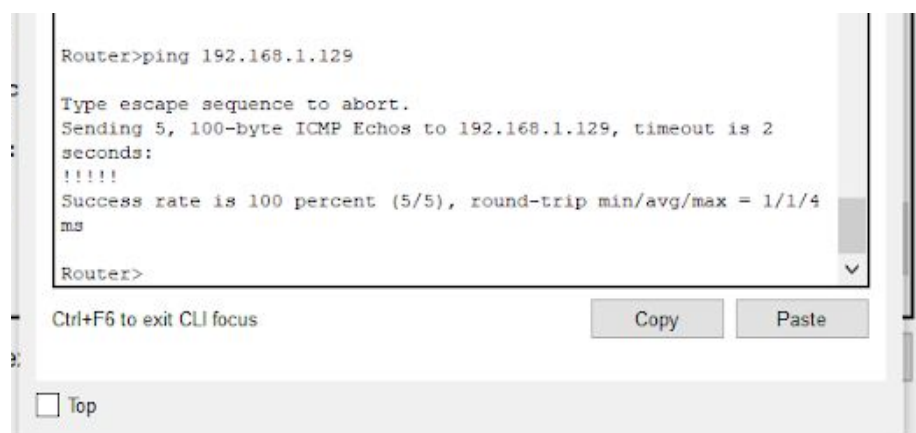 Router>ping 192.168.1.129
Type escape sequence to abort.
Sending 5, 100-byte ICMP Echos to 192.168.1.129, timeout is 2
seconds:
!!!!!
Success rate is 100 percent (5/5), round-trip min/avg/max = 1/1/4
ms
Router>
Ctrl+F6 to exit CLI focus
Copy
Paste
Top